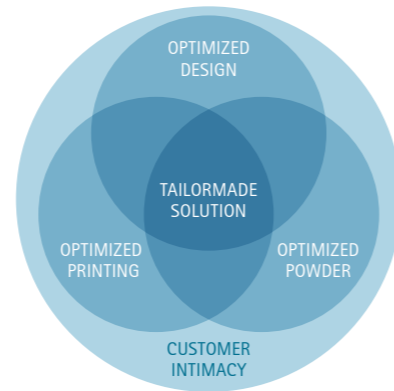 OPTIMIZED
DESIGN
TAILORMADE
SOLUTION
OPTIMIZED
PRINTING
OPTIMIZED
POWDER
CUSTOMER
INTIMACY